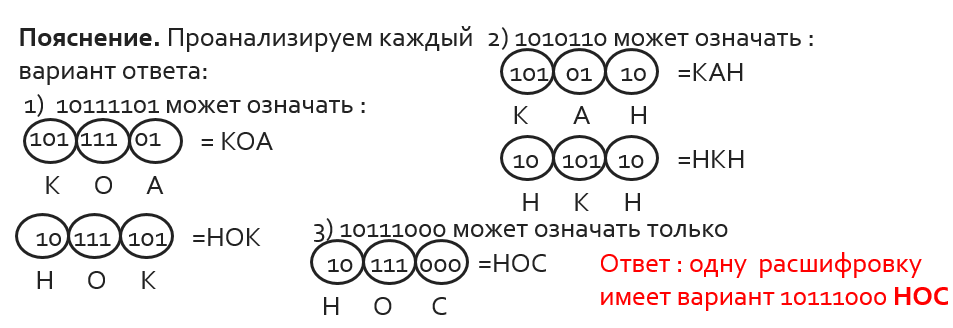 Пояснение. Проанализируем каждый
вариант ответа:
1) 10111101 может означать :
101 111 01 = КОА
К О А
10 111 101 =НОК
Н О К
2) 1010110 может означать :
101 01 10 =КАН
К А Н
10 101 10 =НКН
Н К Н
3) 10111000 может означать только
10 111 000 =НОС
Н О С
Ответ : одну расшифровку
имеет вариант 10111000 НОС